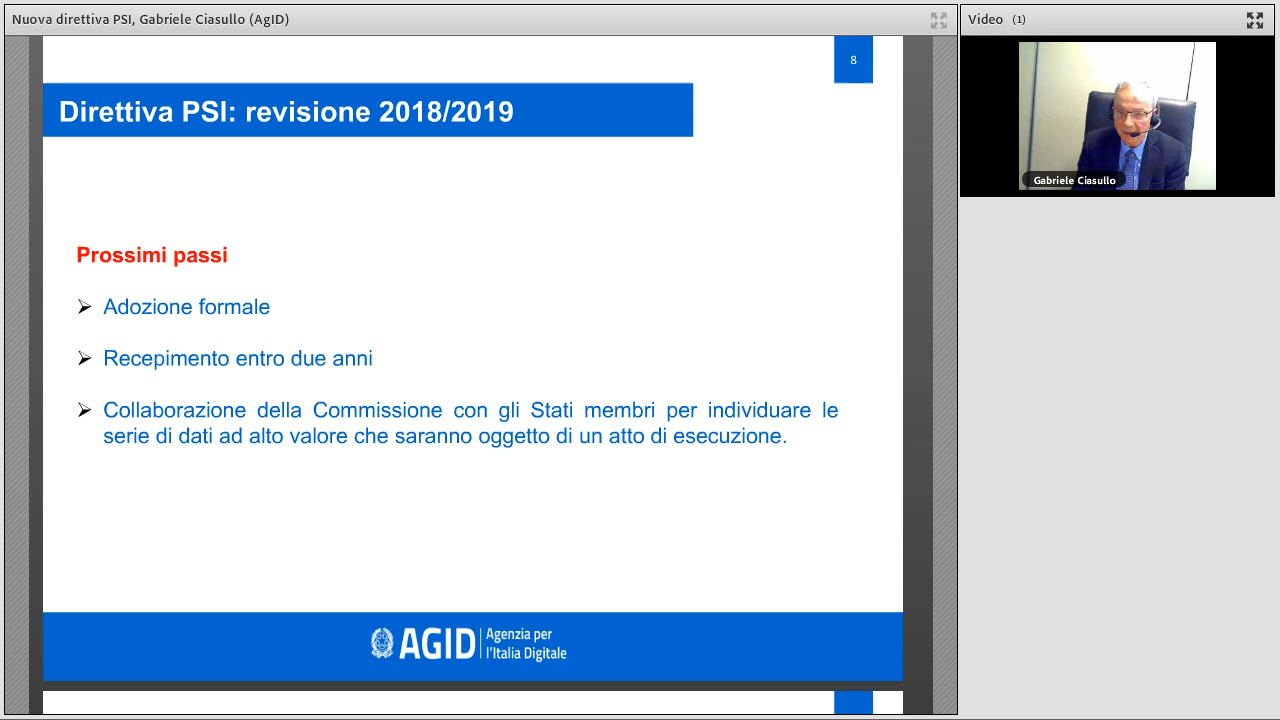 Nuova direttiva PSI, Gabriele Ciasullo (AgID)
Video (1)
8
Direttiva PSI: revisione 2018/2019
Gabriele Ciasullo
Prossimi passi
Adozione formale
Recepimento entro due anni
Collaborazione della Commissione con gli Stati membri per individuare le
serie di dati ad alto valore che saranno oggetto di un atto di esecuzione.
AGID Agenzia per
l'Italia Digitale